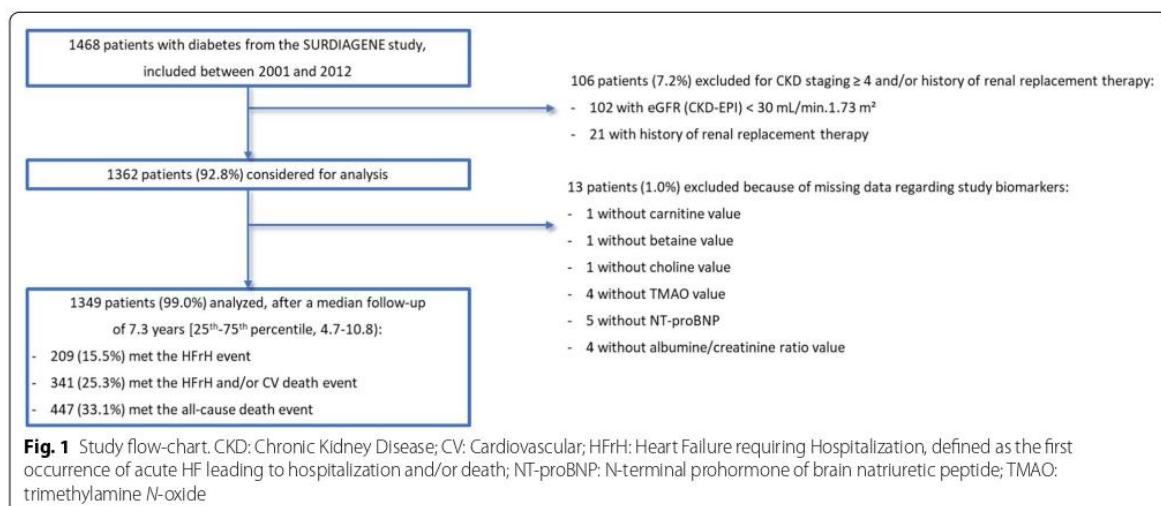 1468 patients with diabetes from the SURDIAGENE study,
included between 2001 and 2012
106 patients (7.2%) excluded for CKD staging ≥ 4 and/or history of renal replacement therapy:
- 102 with eGFR (CKD-EPI) < 30 mL/min.1.73 m²
- 21 with history of renal replacement therapy
1362 patients (92.8%) considered for analysis
13 patients (1.0%) excluded because of missing data regarding study biomarkers:
- 1 without carnitine value
- 1 without betaine value
- 1 without choline value
- 4 without TMAO value
- 5 without NT-proBNP
- 4 without albumine/creatinine ratio value
1349 patients (99.0%) analyzed, after a median follow-up
of 7.3 years [25th-75th percentile, 4.7-10.8):
- 209 (15.5%) met the HFrH event
- 341 (25.3%) met the HFrH and/or CV death event
- 447 (33.1%) met the all-cause death event
Fig. 1 Study flow-chart. CKD: Chronic Kidney Disease; CV: Cardiovascular; HFrH: Heart Failure requiring Hospitalization, defined as the first
occurrence of acute HF leading to hospitalization and/or death; NT-proBNP: N-terminal prohormone of brain natriuretic peptide; TMAO:
trimethylamine N-oxide